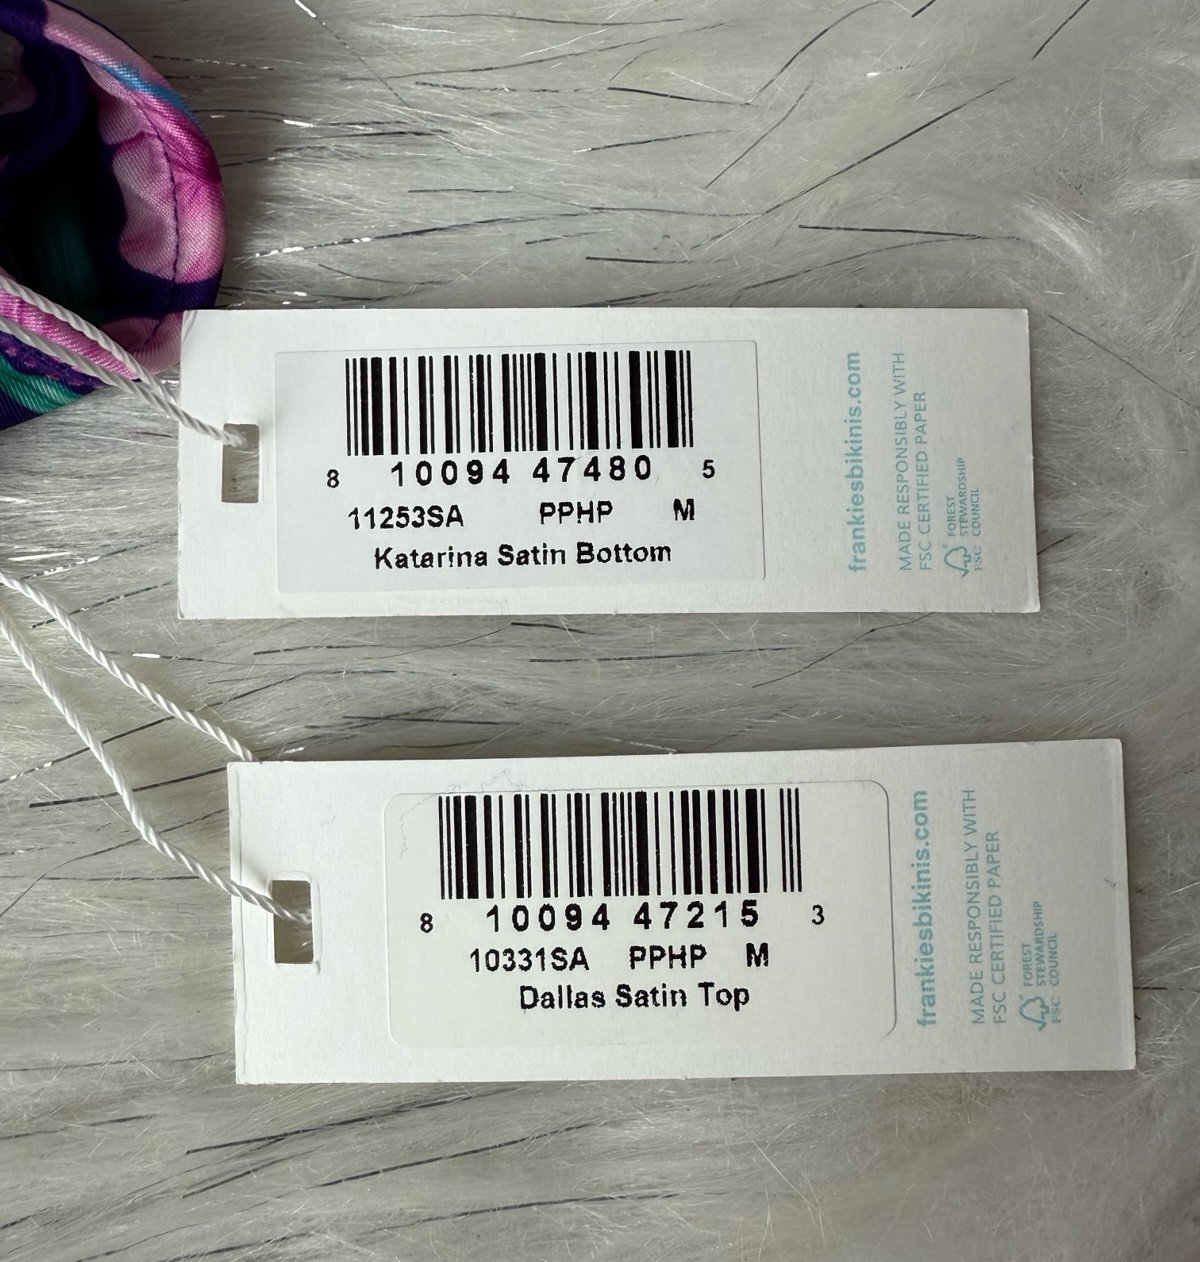 8 10094 47480 5
11253SA PPHP M
Katarina Satin Bottom
frankiesbikinis.com
MADE RESPONSIBLY WITH
FSC CERTIFIED PAPER
FSC
FOREST
STEWARDSHIP
COUNCIL
8 10094 47215 3
10331SA PPHP M
Dallas Satin Top
frankiesbikinis.com
MADE RESPONSIBLY WITH
FSC CERTIFIED PAPER
FSC
FOREST
STEWARDSHIP
COUNCIL